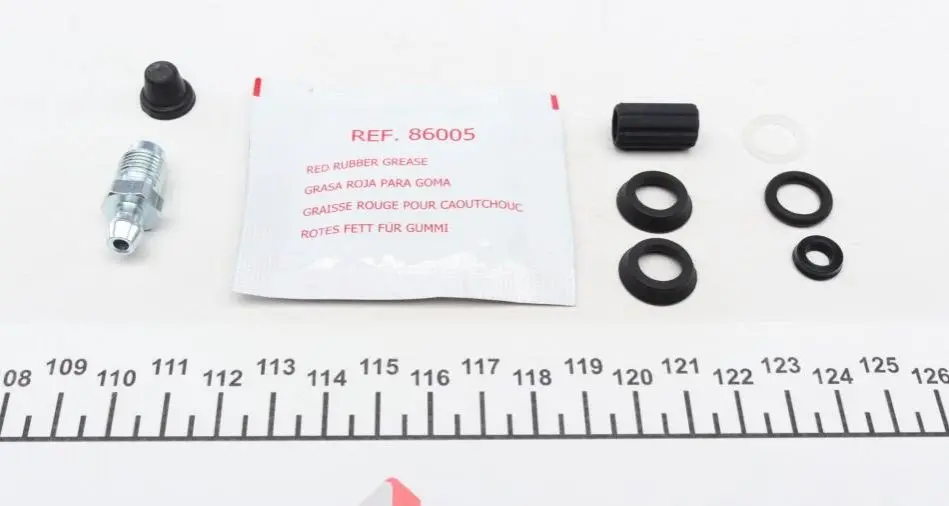 REF. 86005
RED RUBBER GREASE
GRASA ROJA PARA GOMA
GRAISSE ROUGE POUR CAOUTCHOUC
ROTES FETT FÜR GUMMI
08 109 110 111 112 113 114 115 116 117 118 119 120 121 122 123 124 125 126